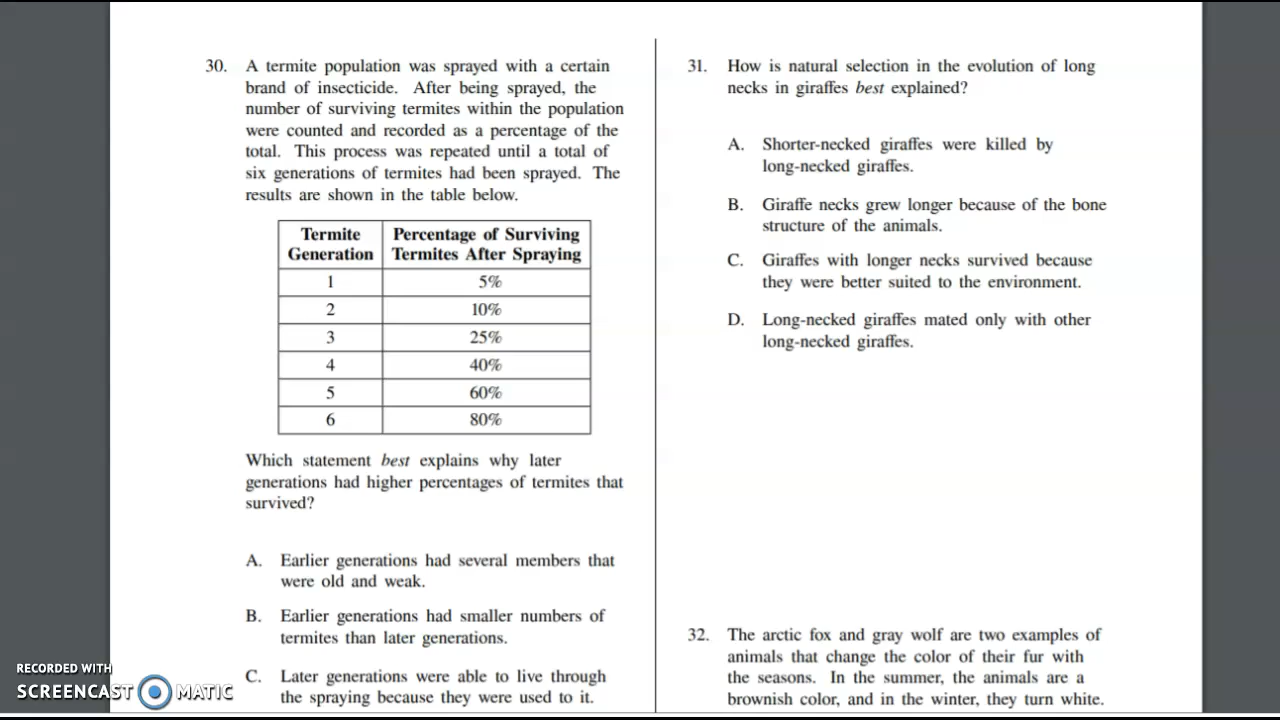 30. A termite population was sprayed with a certain
brand of insecticide. After being sprayed, the
number of surviving termites within the population
were counted and recorded as a percentage of the
total. This process was repeated until a total of
six generations of termites had been sprayed. The
results are shown in the table below.
Termite Generation | Percentage of Surviving Termites After Spraying
1 5%
2 10%
3 25%
4 40%
5 60%
6 80%
Which statement best explains why later
generations had higher percentages of termites that
survived?
A. Earlier generations had several members that
were old and weak.
B. Earlier generations had smaller numbers of
termites than later generations.
C. Later generations were able to live through
the spraying because they were used to it.
31. How is natural selection in the evolution of long
necks in giraffes best explained?
A. Shorter-necked giraffes were killed by
long-necked giraffes.
B. Giraffe necks grew longer because of the bone
structure of the animals.
C. Giraffes with longer necks survived because
they were better suited to the environment.
D. Long-necked giraffes mated only with other
long-necked giraffes.
32. The arctic fox and gray wolf are two examples of
animals that change the color of their fur with
the seasons. In the summer, the animals are a
brownish color, and in the winter, they turn white.
RECORDED WITH
SCREENCAST MATIC